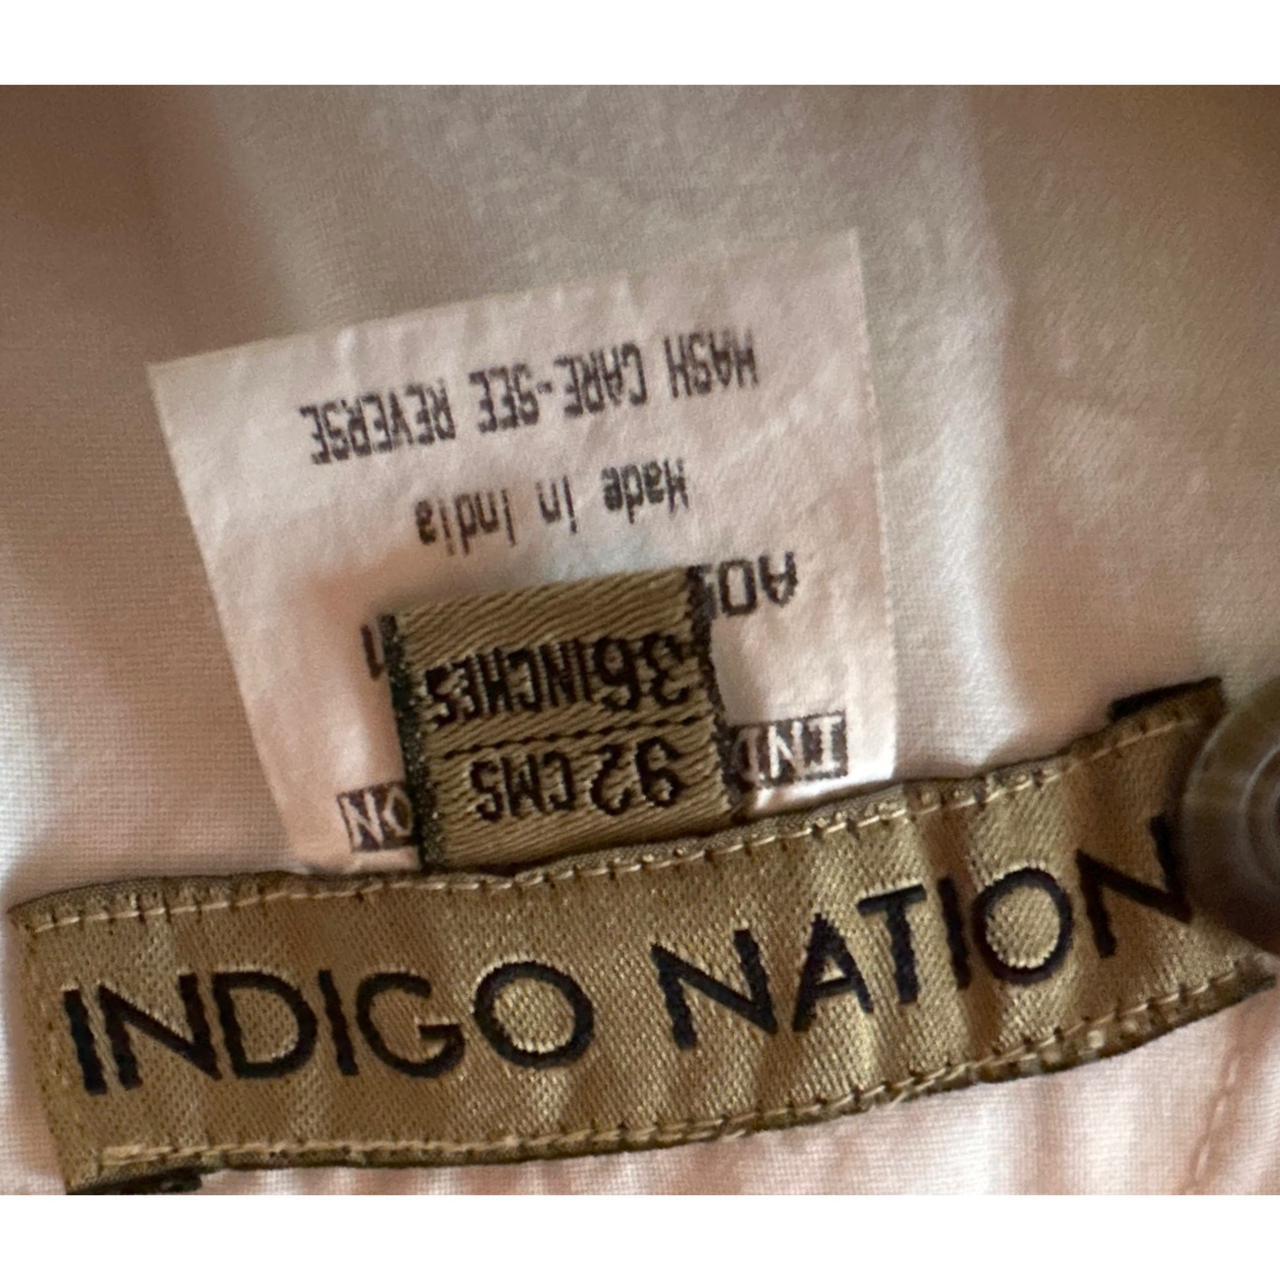 INDIGO NATION
92 CMS
36 INCHES
Made in India
WASH CARE-SEE REVERSE